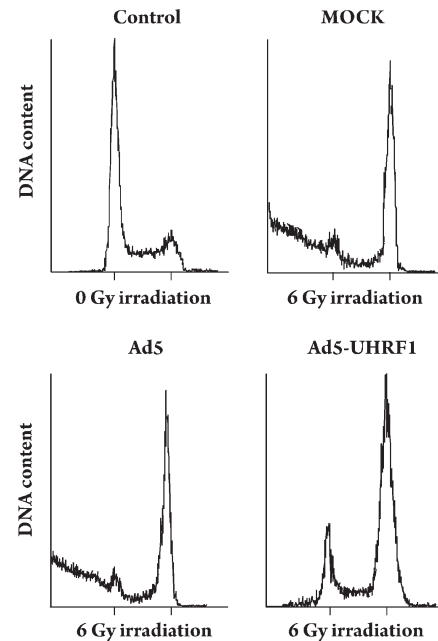 Control
MOCK
DNA content
0 Gy irradiation
6 Gy irradiation
Ad5
Ad5-UHRF1
DNA content
6 Gy irradiation
6 Gy irradiation